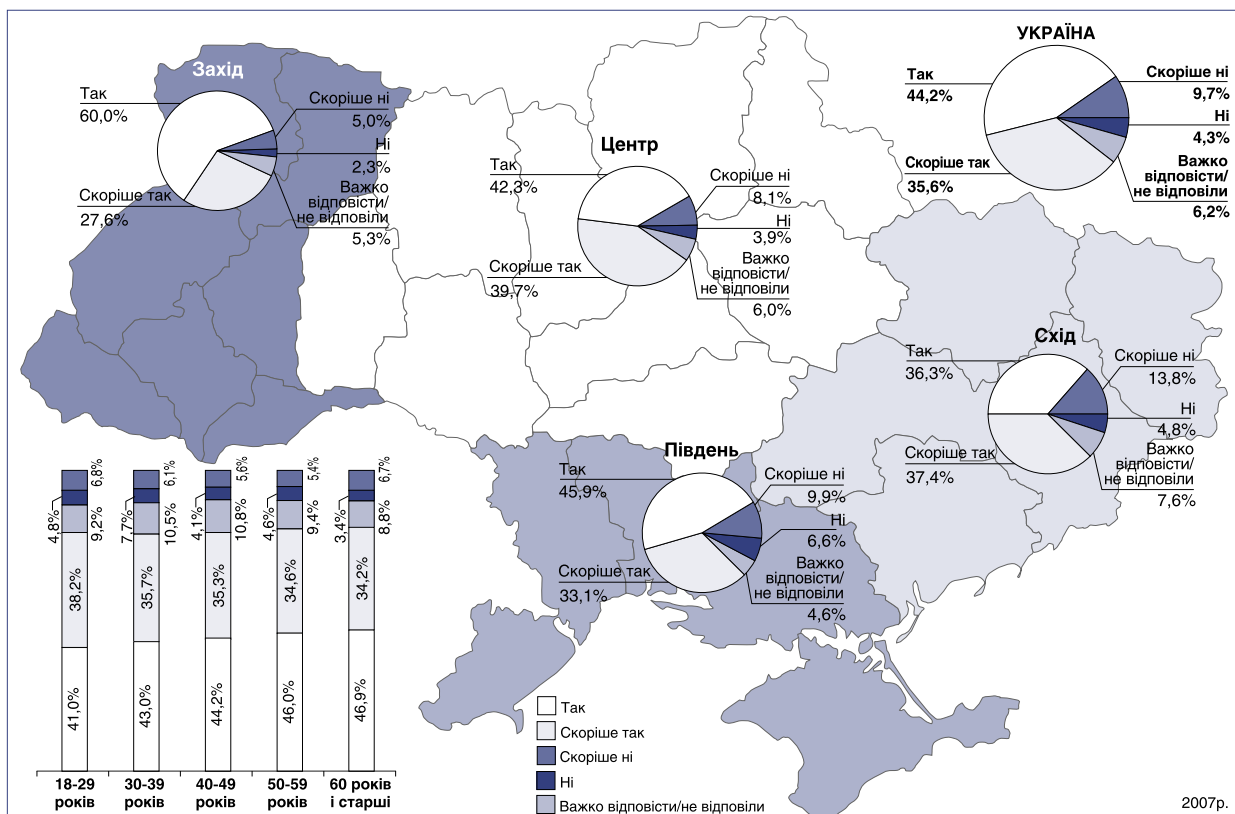 УКРАЇНА
Так
44,2%
Скоріше ні
9,7%
Ні
4,3%
Важко
відповісти/
не відповіли
6,2%
Скоріше так
35,6%
Захід
Так
60,0%
Скоріше ні
5,0%
Ні
2,3%
Важко
відповісти/
не відповіли
5,3%
Скоріше так
27,6%
Центр
Так
42,3%
Скоріше ні
8,1%
Ні
3,9%
Важко
відповісти/
не відповіли
6,0%
Скоріше так
39,7%
Схід
Так
36,3%
Скоріше ні
13,8%
Ні
4,8%
Важко
відповісти/
не відповіли
7,6%
Скоріше так
37,4%
Південь
Так
45,9%
Скоріше ні
9,9%
Ні
6,6%
Важко
відповісти/
не відповіли
4,6%
Скоріше так
33,1%
6,8%
4,8%
9,2%
38,2%
41,0%
18-29
років
6,1%
7,7%
10,5%
35,7%
43,0%
30-39
років
5,6%
4,1%
10,8%
35,3%
44,2%
40-49
років
5,4%
4,6%
9,4%
34,6%
46,0%
50-59
років
6,7%
3,4%
8,8%
34,2%
46,9%
60 років
і старші
Так
Скоріше так
Скоріше ні
Ні
Важко відповісти/не відповіли
2007р.